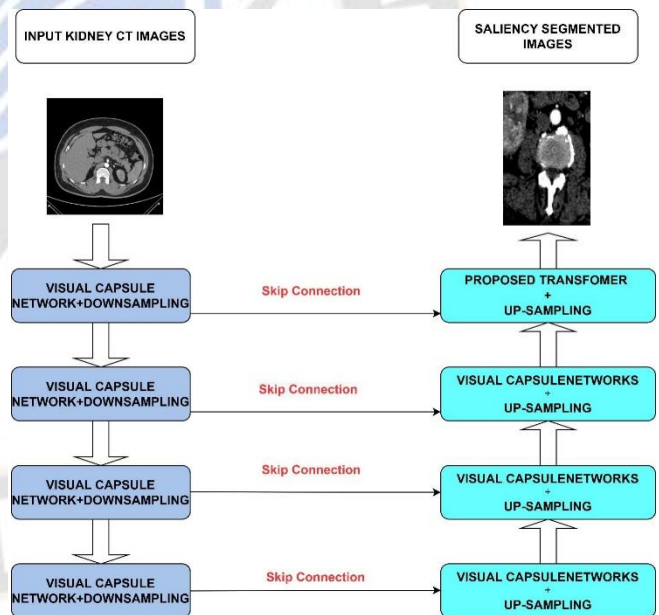 INPUT KIDNEY CT IMAGES
SALIENCY SEGMENTED
IMAGES
VISUAL CAPSULE
NETWORK+DOWNSAMPLING
Skip Connection
PROPOSED TRANSFOMER
+
UP-SAMPLING
VISUAL CAPSULE
NETWORK+DOWNSAMPLING
Skip Connection
VISUAL CAPSULENETWORKS
+
UP-SAMPLING
VISUAL CAPSULE
NETWORK+DOWNSAMPLING
Skip Connection
VISUAL CAPSULENETWORKS
+
UP-SAMPLING
VISUAL CAPSULE
NETWORK+DOWNSAMPLING
Skip Connection
VISUAL CAPSULENETWORKS
+
UP-SAMPLING